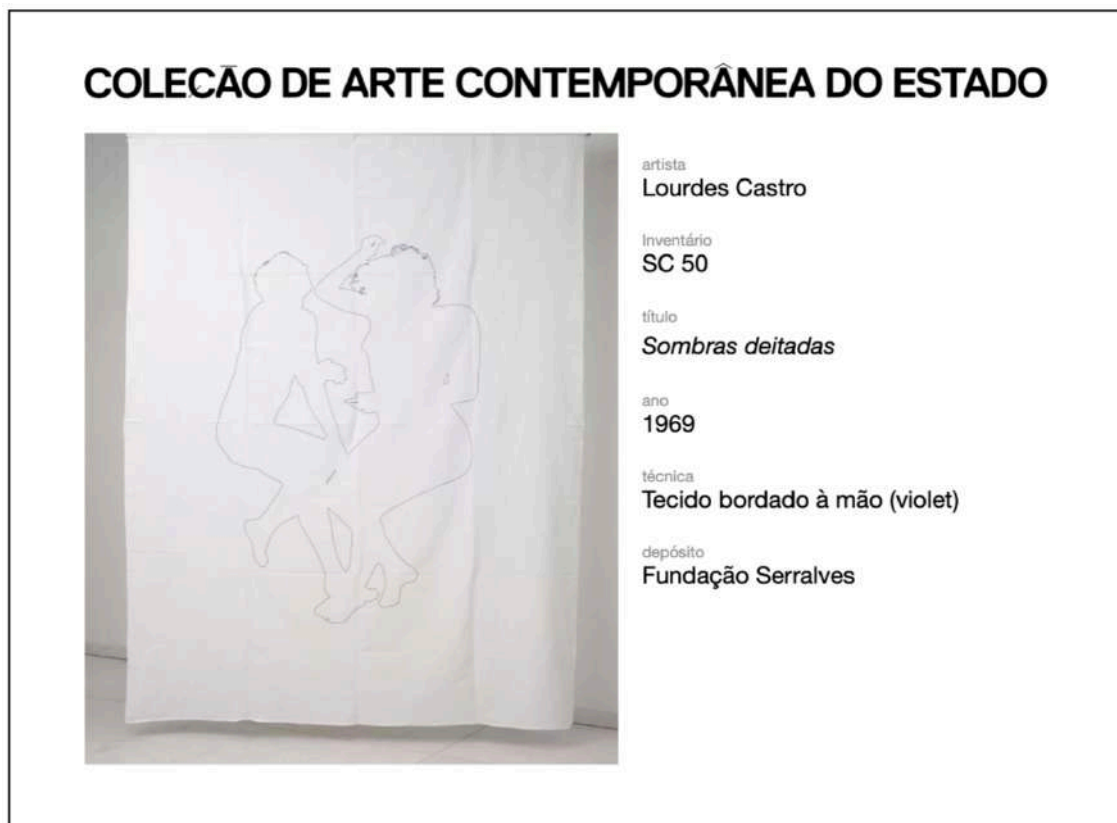 COLEÇÃO DE ARTE CONTEMPORÂNEA DO ESTADO
artista
Lourdes Castro
Inventário
SC 50
título
Sombras deitadas
ano
1969
técnica
Tecido bordado à mão (violet)
depósito
Fundação Serralves